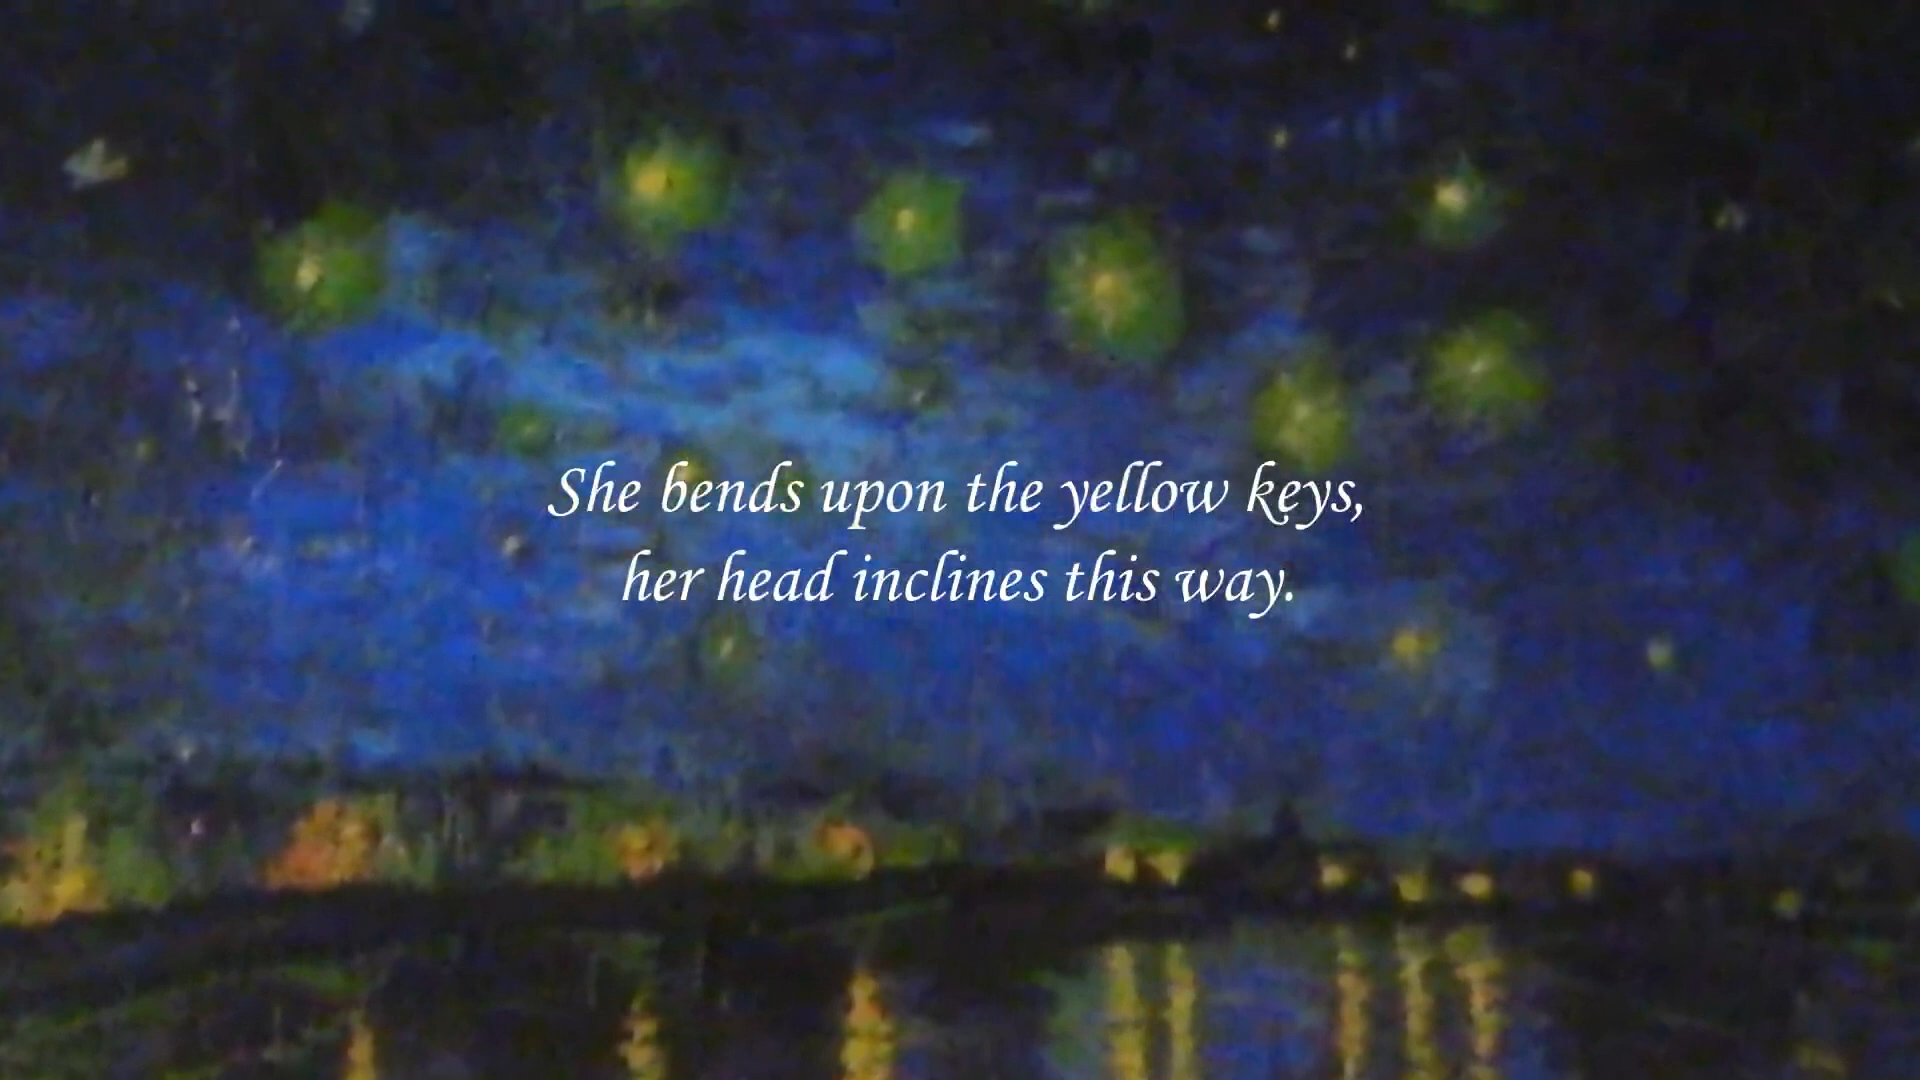 She bends upon the yellow keys,
her head inclines this way.